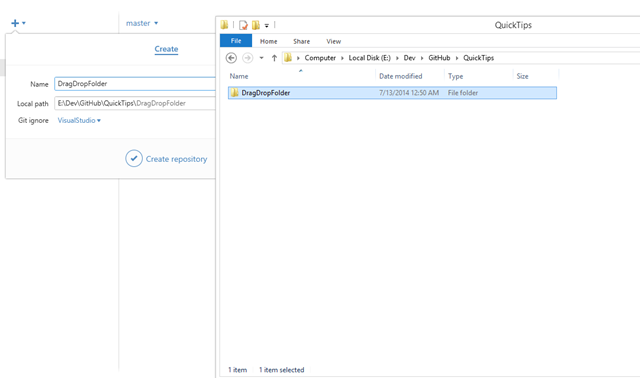 master
Create
Name DragDropFolder
Local path E:\Dev\GitHub\QuickTips\DragDropFolder
Git ignore VisualStudio
Create repository
QuickTips
File Home Share View
Computer Local Disk (E:) Dev GitHub QuickTips
Name Date modified Type Size
DragDropFolder 7/13/2014 12:50 AM File folder
1 item 1 item selected